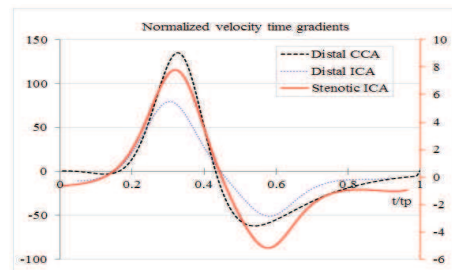 Normalized velocity time gradients
150
100
50
0
-50
-100
10
8
6
4
2
0
-2
-4
-6
Distal CCA
Distal ICA
Stenotic ICA
0 0.2 0.4 0.6 0.8 1
t/tp